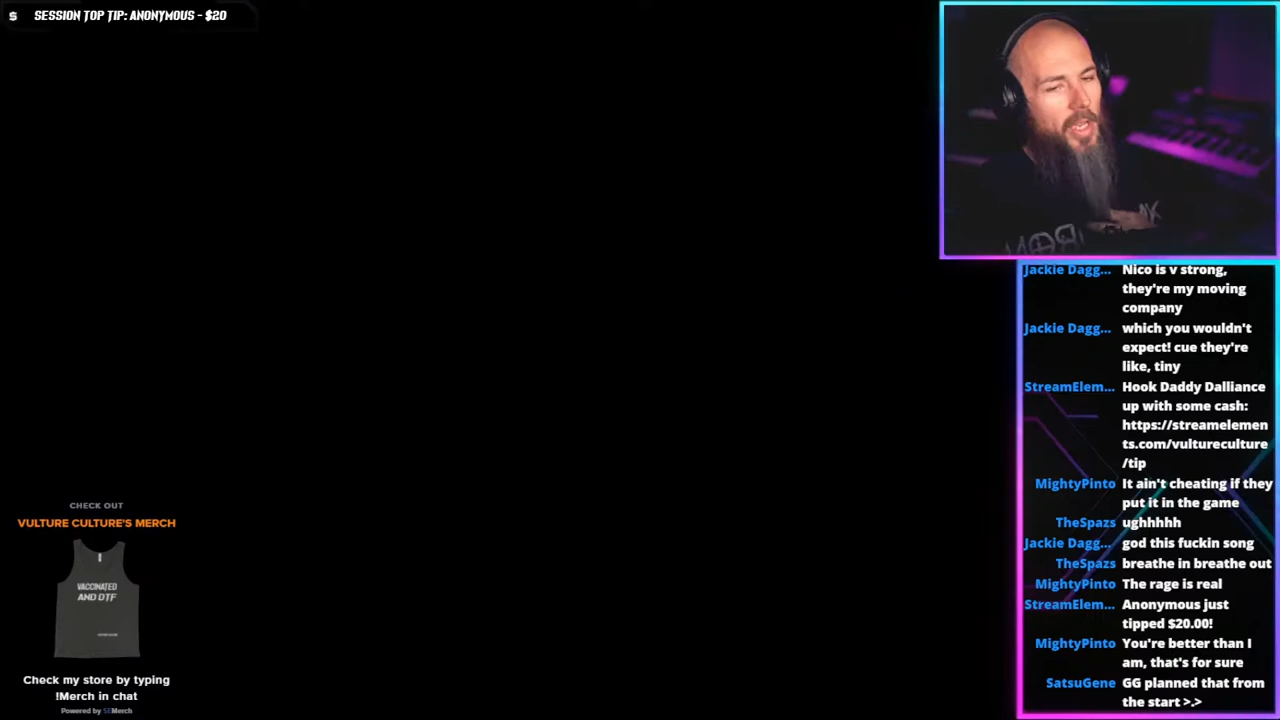 $ SESSION TOP TIP: ANONYMOUS - $20
Jackie Dagg... Nico is v strong,
they're my moving
company
Jackie Dagg... which you wouldn't
expect! cue they're
like, tiny
StreamElem... Hook Daddy Dalliance
up with some cash:
https://streamelemen
ts.com/vultureculture
/tip
MightyPinto It ain't cheating if they
put it in the game
TheSpazs ughhhhh
Jackie Dagg... god this fuckin song
TheSpazs breathe in breathe out
MightyPinto The rage is real
StreamElem... Anonymous just
tipped $20.00!
MightyPinto You're better than I
am, that's for sure
SatsuGene GG planned that from
the start >.>
CHECK OUT
VULTURE CULTURE'S MERCH
VACCINATED
AND DTF
Check my store by typing
!Merch in chat
Powered by SEMerch